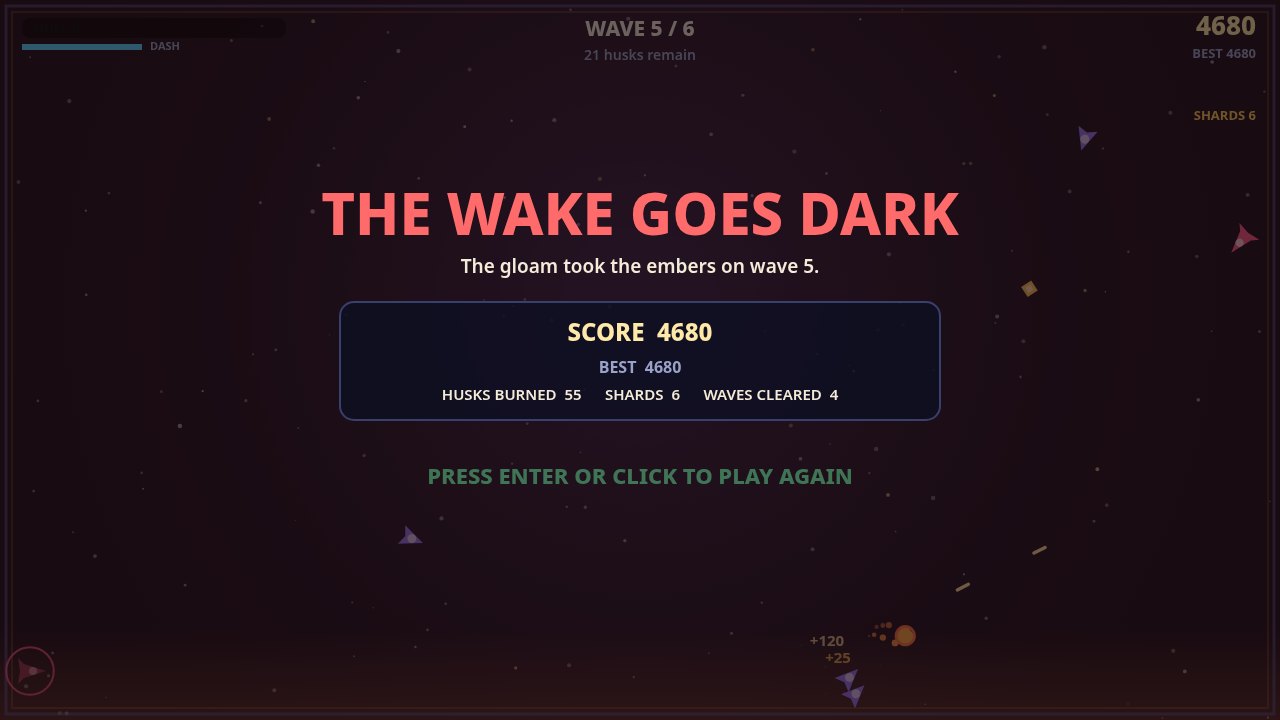 WAVE 5 / 6
4680
DASH
21 husks remain
BEST 4680
SHARDS 6
THE WAKE GOES DARK
The gloam took the embers on wave 5.
SCORE 4680
BEST 4680
HUSKS BURNED 55 SHARDS 6 WAVES CLEARED 4
PRESS ENTER OR CLICK TO PLAY AGAIN
+120
+25